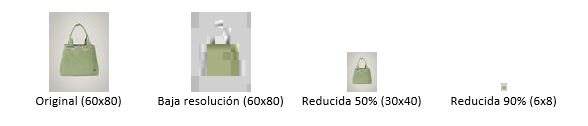 Original (60x80) Baja resolución (60x80) Reducida 50% (30x40) Reducida 90% (6x8)